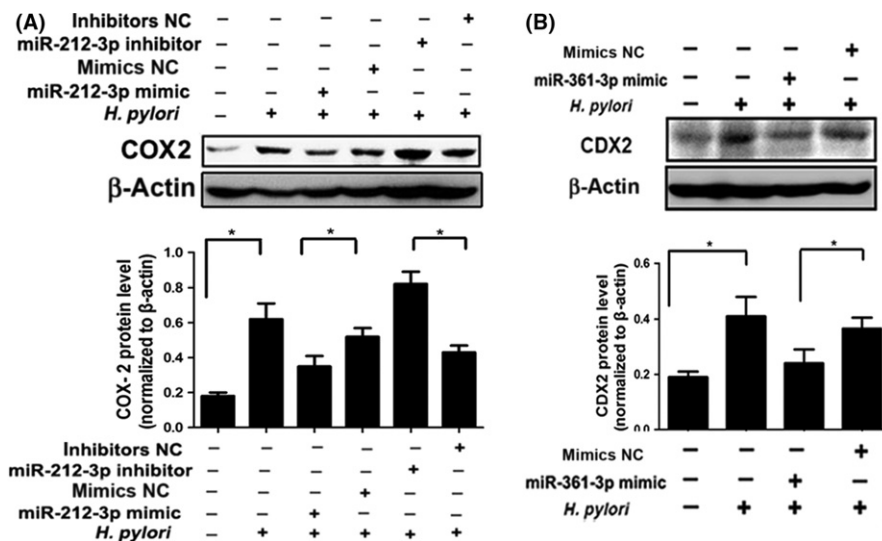 (A)
Inhibitors NC – – – – – +
miR-212-3p inhibitor – – – – + –
Mimics NC – – – + – –
miR-212-3p mimic – – + – – –
H. pylori – + + + + +
COX2
β-Actin
* * *
COX- 2 protein level
(normalized to β-actin)
1.0
0.8
0.6
0.4
0.2
0.0
Inhibitors NC – – – – – +
miR-212-3p inhibitor – – – – + –
Mimics NC – – – + – –
miR-212-3p mimic – – + – – –
H. pylori – + + + + +
(B)
Mimics NC – – – +
miR-361-3p mimic – – + –
H. pylori – + + +
CDX2
β-Actin
* *
CDX2 protein level
(normalized to β-actin)
0.6
0.4
0.2
0.0
Mimics NC – – – +
miR-361-3p mimic – – + –
H. pylori – + + +